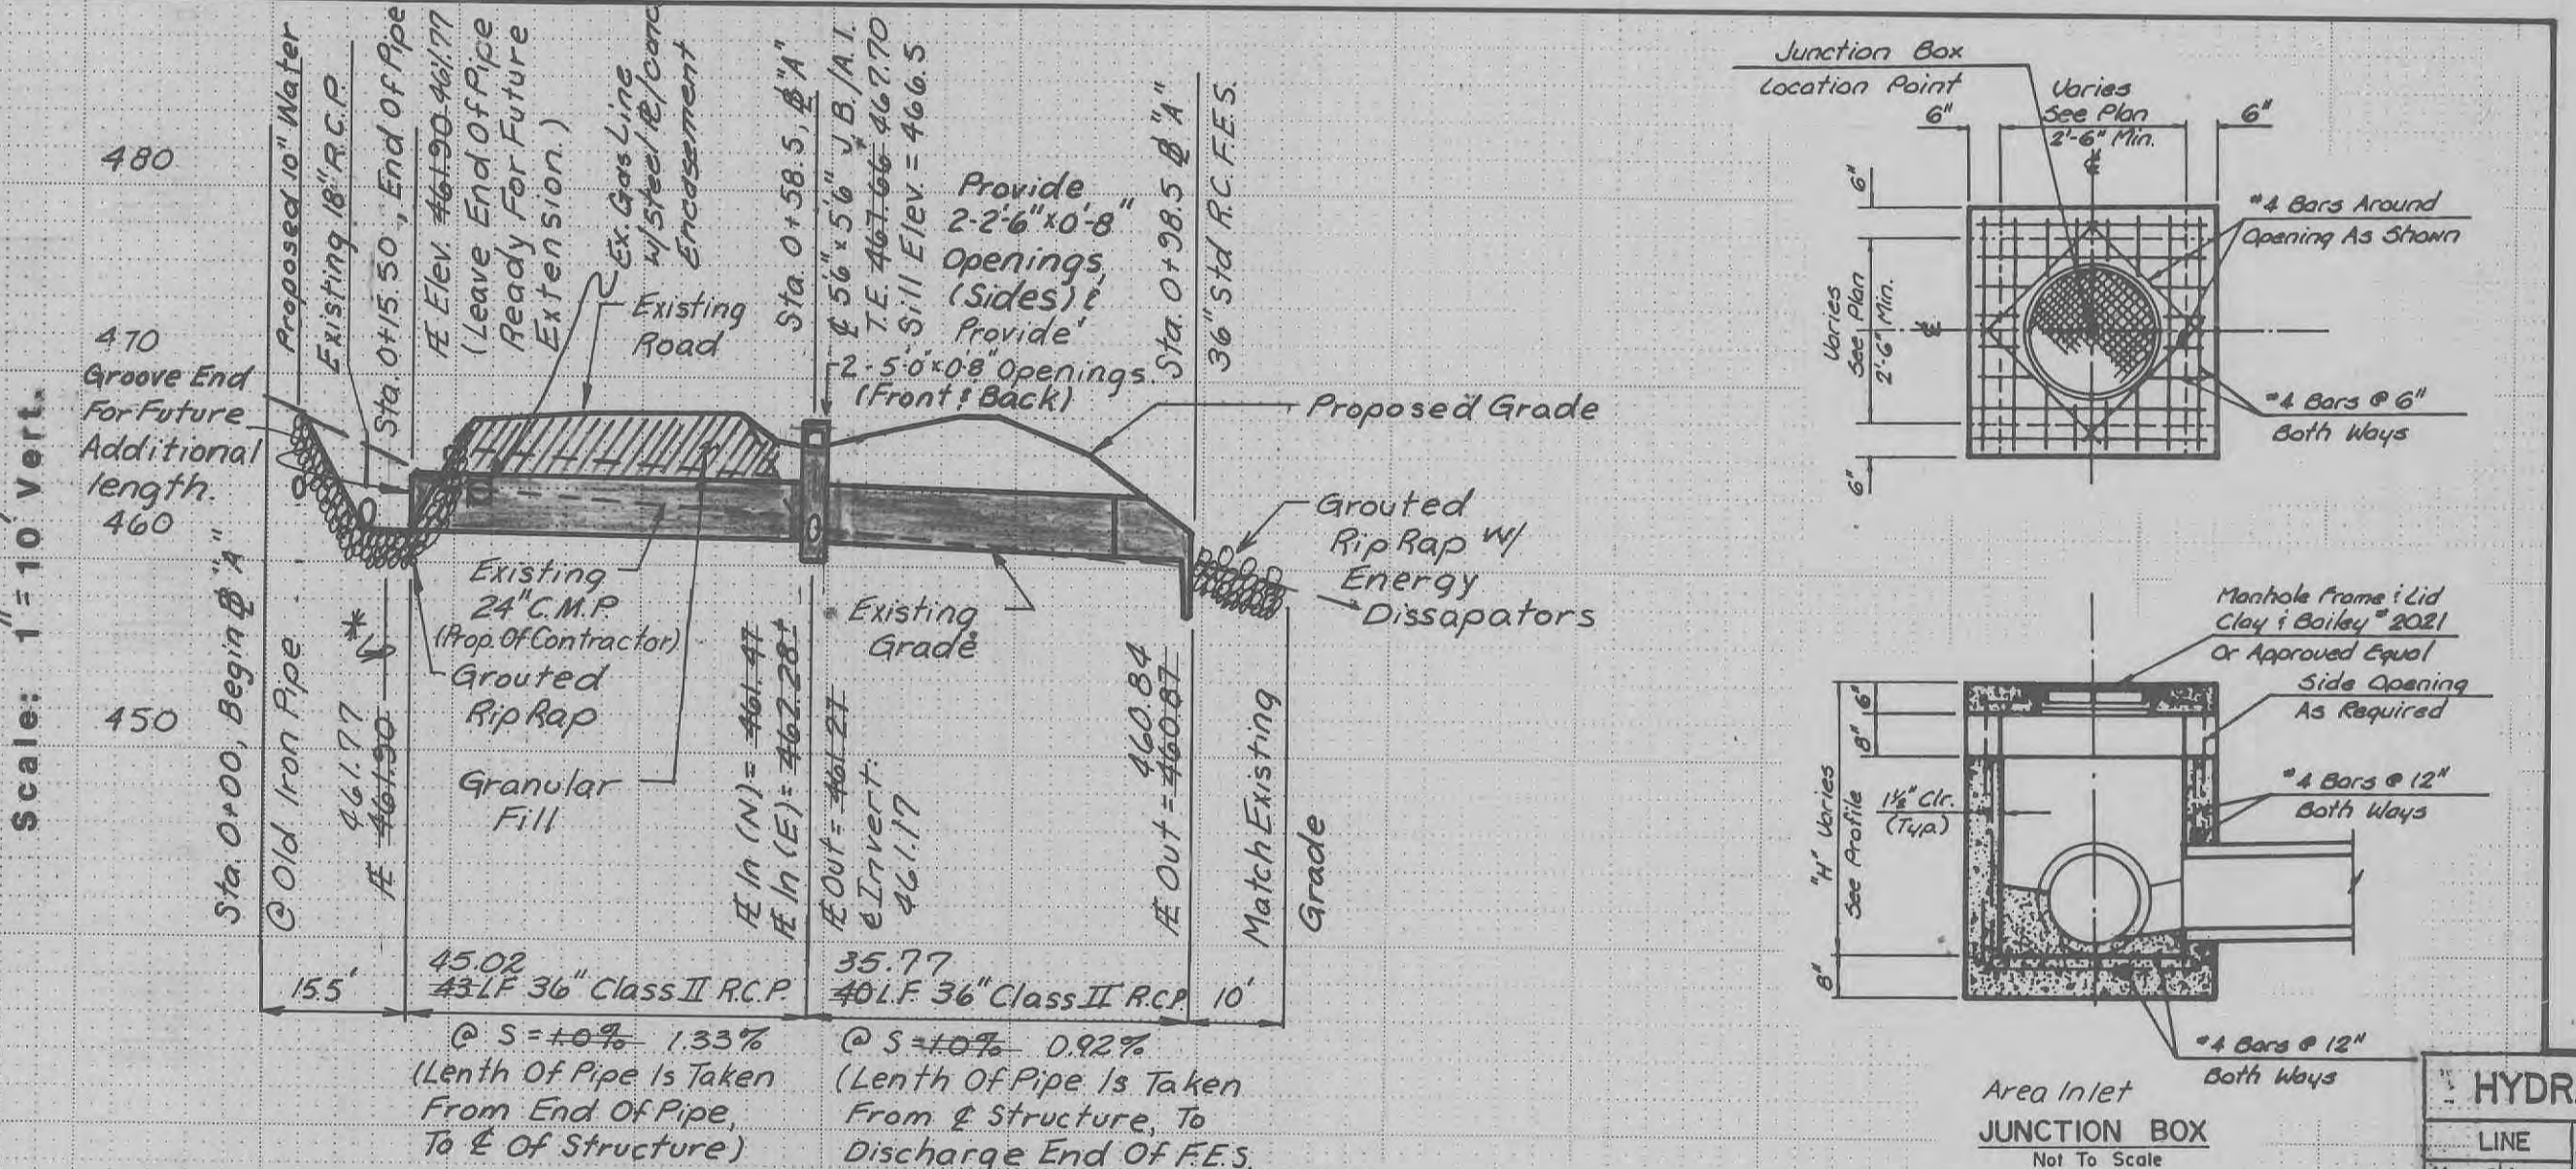 Scale: 1" = 10' Vert.
480
470
460
450
Groove End
For Future
Additional
length.
Proposed 10" Water
Existing 18" R.C.P.
Sta. 0+15.50, End Of Pipe
FL Elev. 461.90 461.77
(Leave End Of Pipe
Ready For Future
Extension.)
Ex. Gas Line
w/steel
Encasement
Existing
Road
Sta. 0+58.5, B "A"
℄ 5'6" x 5'6" J.B./A.I.
T.E. 467.66 467.70
Sill Elev = 466.5
Provide
2-2'-6"x0'-8"
Openings
(Sides) &
Provide
2-5'0"x0'8" Openings
(Front & Back)
Sta. 0+98.5 B "A"
36" Std R.C.F.E.S.
Proposed Grade
Grouted
Rip Rap W/
Energy
Dissapators
Existing
24" C.M.P.
(Prop. Of Contractor)
Grouted
Rip Rap
Granular
Fill
Existing
Grade
Sta. 0+00, Begin B "A"
@ Old Iron Pipe
461.77
FL 461.90
FL In (N) = 461.47
FL In (E) = 462.28
FL Out = 461.27
℄ Invert:
461.17
460.84
FL Out = 460.87
Match Existing
Grade
15.5'
45.02
43 LF 36" Class II R.C.P.
35.77
40 L.F. 36" Class II R.C.P.
10'
@ S = 1.0% 1.33%
(Lenth Of Pipe Is Taken
From End Of Pipe,
To ℄ Of Structure)
@ S = 1.0% 0.92%
(Lenth Of Pipe Is Taken
From ℄ Structure, To
Discharge End Of F.E.S.
Junction Box
Location Point
Varies
See Plan
2'-6" Min.
℄
6"
6"
6"
Varies
See Plan
2'-6" Min.
℄
6"
#4 Bars Around
Opening As Shown
#4 Bars @ 6"
Both Ways
Manhole Frame & Lid
Clay & Bailey #2021
Or Approved Equal
Side Opening
As Required
6"
8"
"H" Varies
See Profile
1½" Clr.
(Typ.)
8"
#4 Bars @ 12"
Both Ways
#4 Bars @ 12"
Both Ways
Area Inlet
JUNCTION BOX
Not To Scale
HYDR
LINE